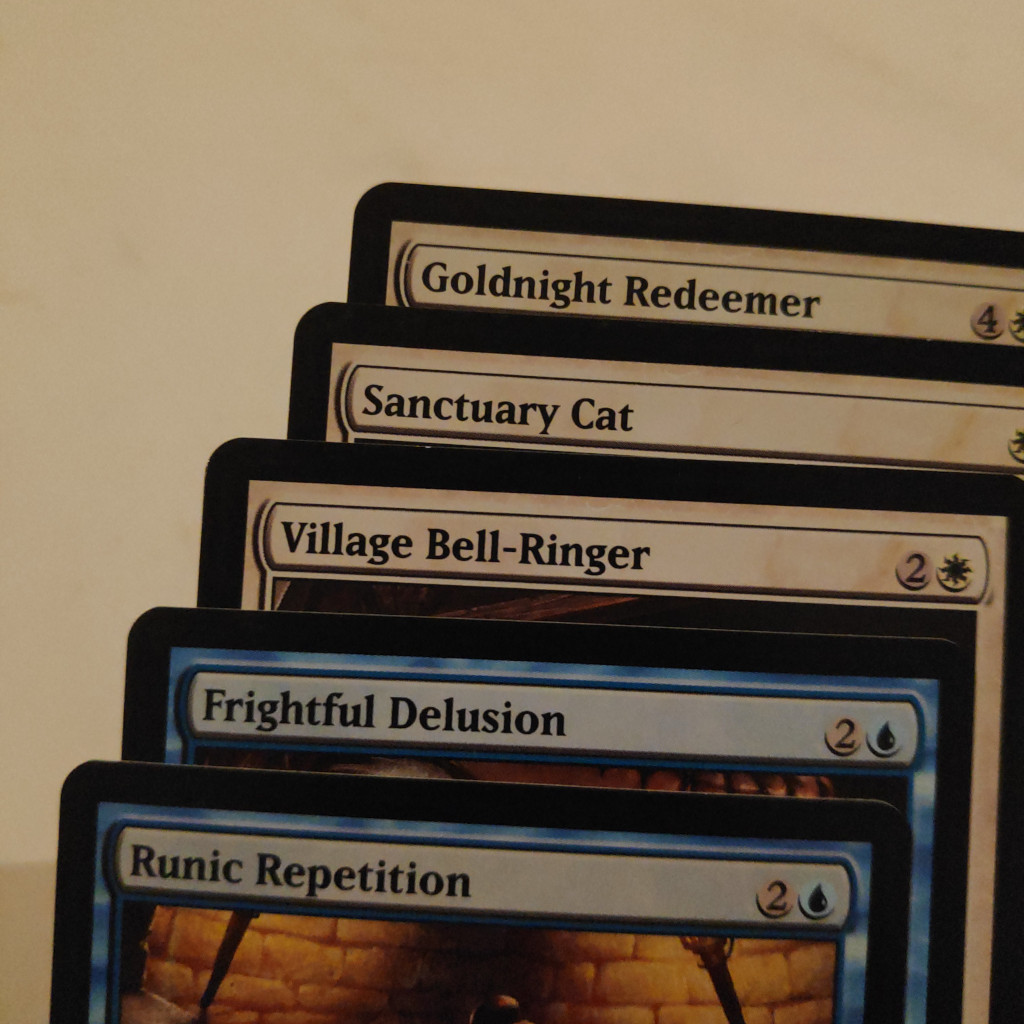 Goldnight Redeemer 4
Sanctuary Cat
Village Bell-Ringer 2
Frightful Delusion 2
Runic Repetition 2